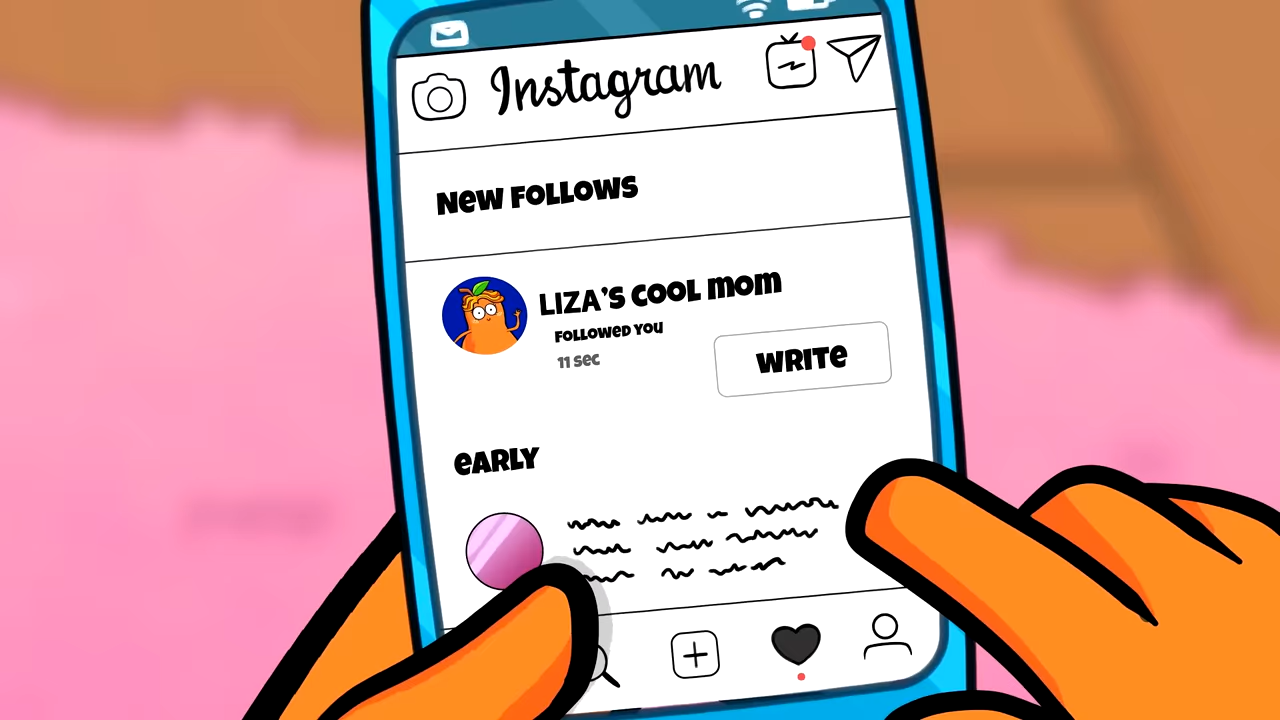 Instagram
New Follows
LIZA's cool mom
Followed you
11 sec
Write
Early